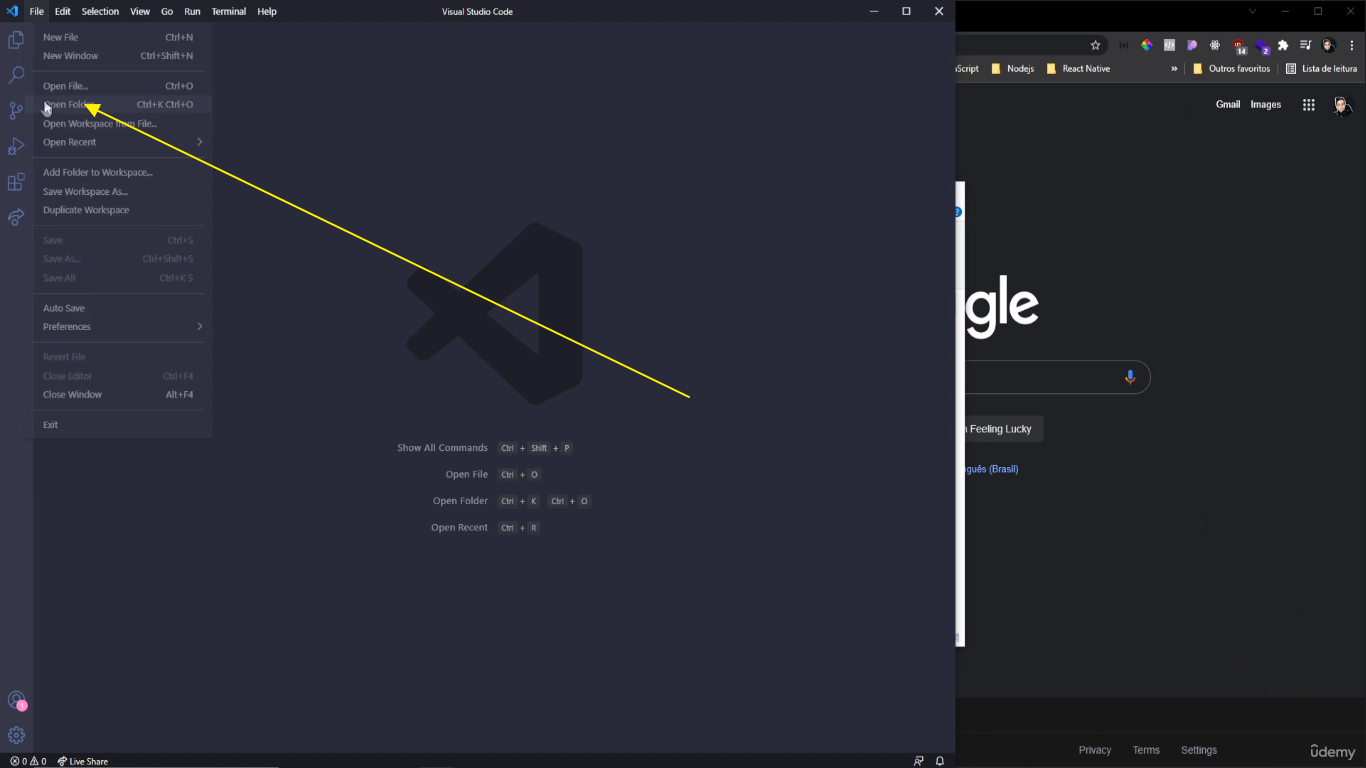 File Edit Selection View Go Run Terminal Help
Visual Studio Code
New File Ctrl+N
New Window Ctrl+Shift+N
Open File... Ctrl+O
Open Folder Ctrl+K Ctrl+O
Open Workspace from File...
Open Recent
Add Folder to Workspace...
Save Workspace As...
Duplicate Workspace
Save Ctrl+S
Save As... Ctrl+Shift+S
Save All Ctrl+K S
Auto Save
Preferences
Revert File
Close Editor Ctrl+F4
Close Window Alt+F4
Exit
Show All Commands Ctrl + Shift + P
Open File Ctrl + O
Open Folder Ctrl + K Ctrl + O
Open Recent Ctrl + R
1
0 0 Live Share
14
2
aScript Nodejs React Native » Outros favoritos Lista de leitura
Gmail Images
?
gle
Feeling Lucky
guês (Brasil)
Privacy Terms Settings
ûdemy